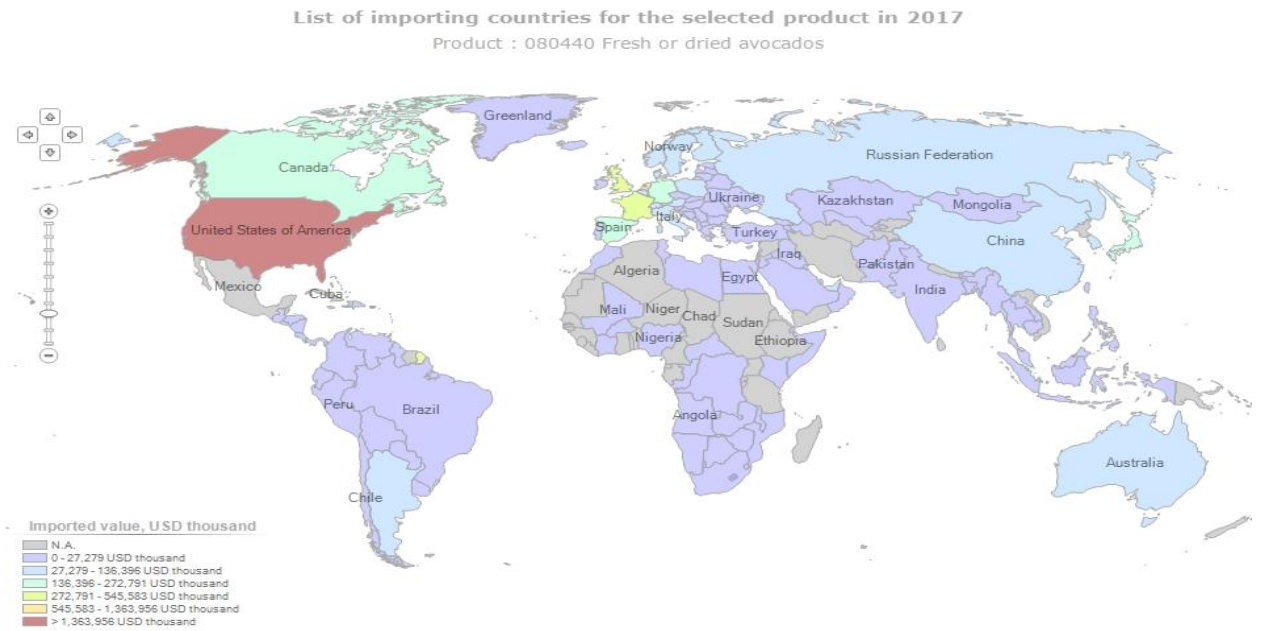 List of importing countries for the selected product in 2017
Product : 080440 Fresh or dried avocados
Greenland
Norway
Russian Federation
Canada
Ukraine
Kazakhstan
Mongolia
Italy
Spain
United States of America
Turkey
China
Iraq
Algeria
Pakistan
Egypt
Mexico
India
Cuba
Mali
Niger
Chad
Sudan
Nigeria
Ethiopia
Peru
Brazil
Angola
Australia
Chile
Imported value, USD thousand
N.A.
0 - 27,279 USD thousand
27,279 - 136,396 USD thousand
136,396 - 272,791 USD thousand
272,791 - 545,583 USD thousand
545,583 - 1,363,956 USD thousand
> 1,363,956 USD thousand